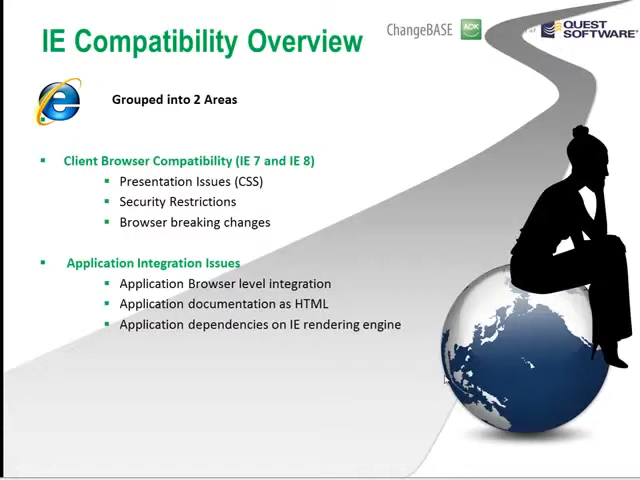 IE Compatibility Overview
ChangeBASE AOK
of QUEST SOFTWARE®
Grouped into 2 Areas
Client Browser Compatibility (IE 7 and IE 8)
Presentation Issues (CSS)
Security Restrictions
Browser breaking changes
Application Integration Issues
Application Browser level integration
Application documentation as HTML
Application dependencies on IE rendering engine